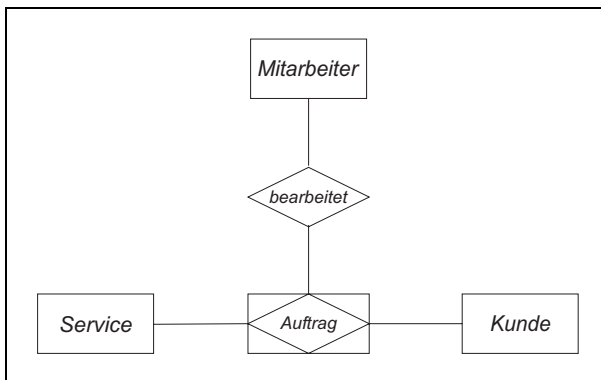 Mitarbeiter
bearbeitet
Service
Auftrag
Kunde